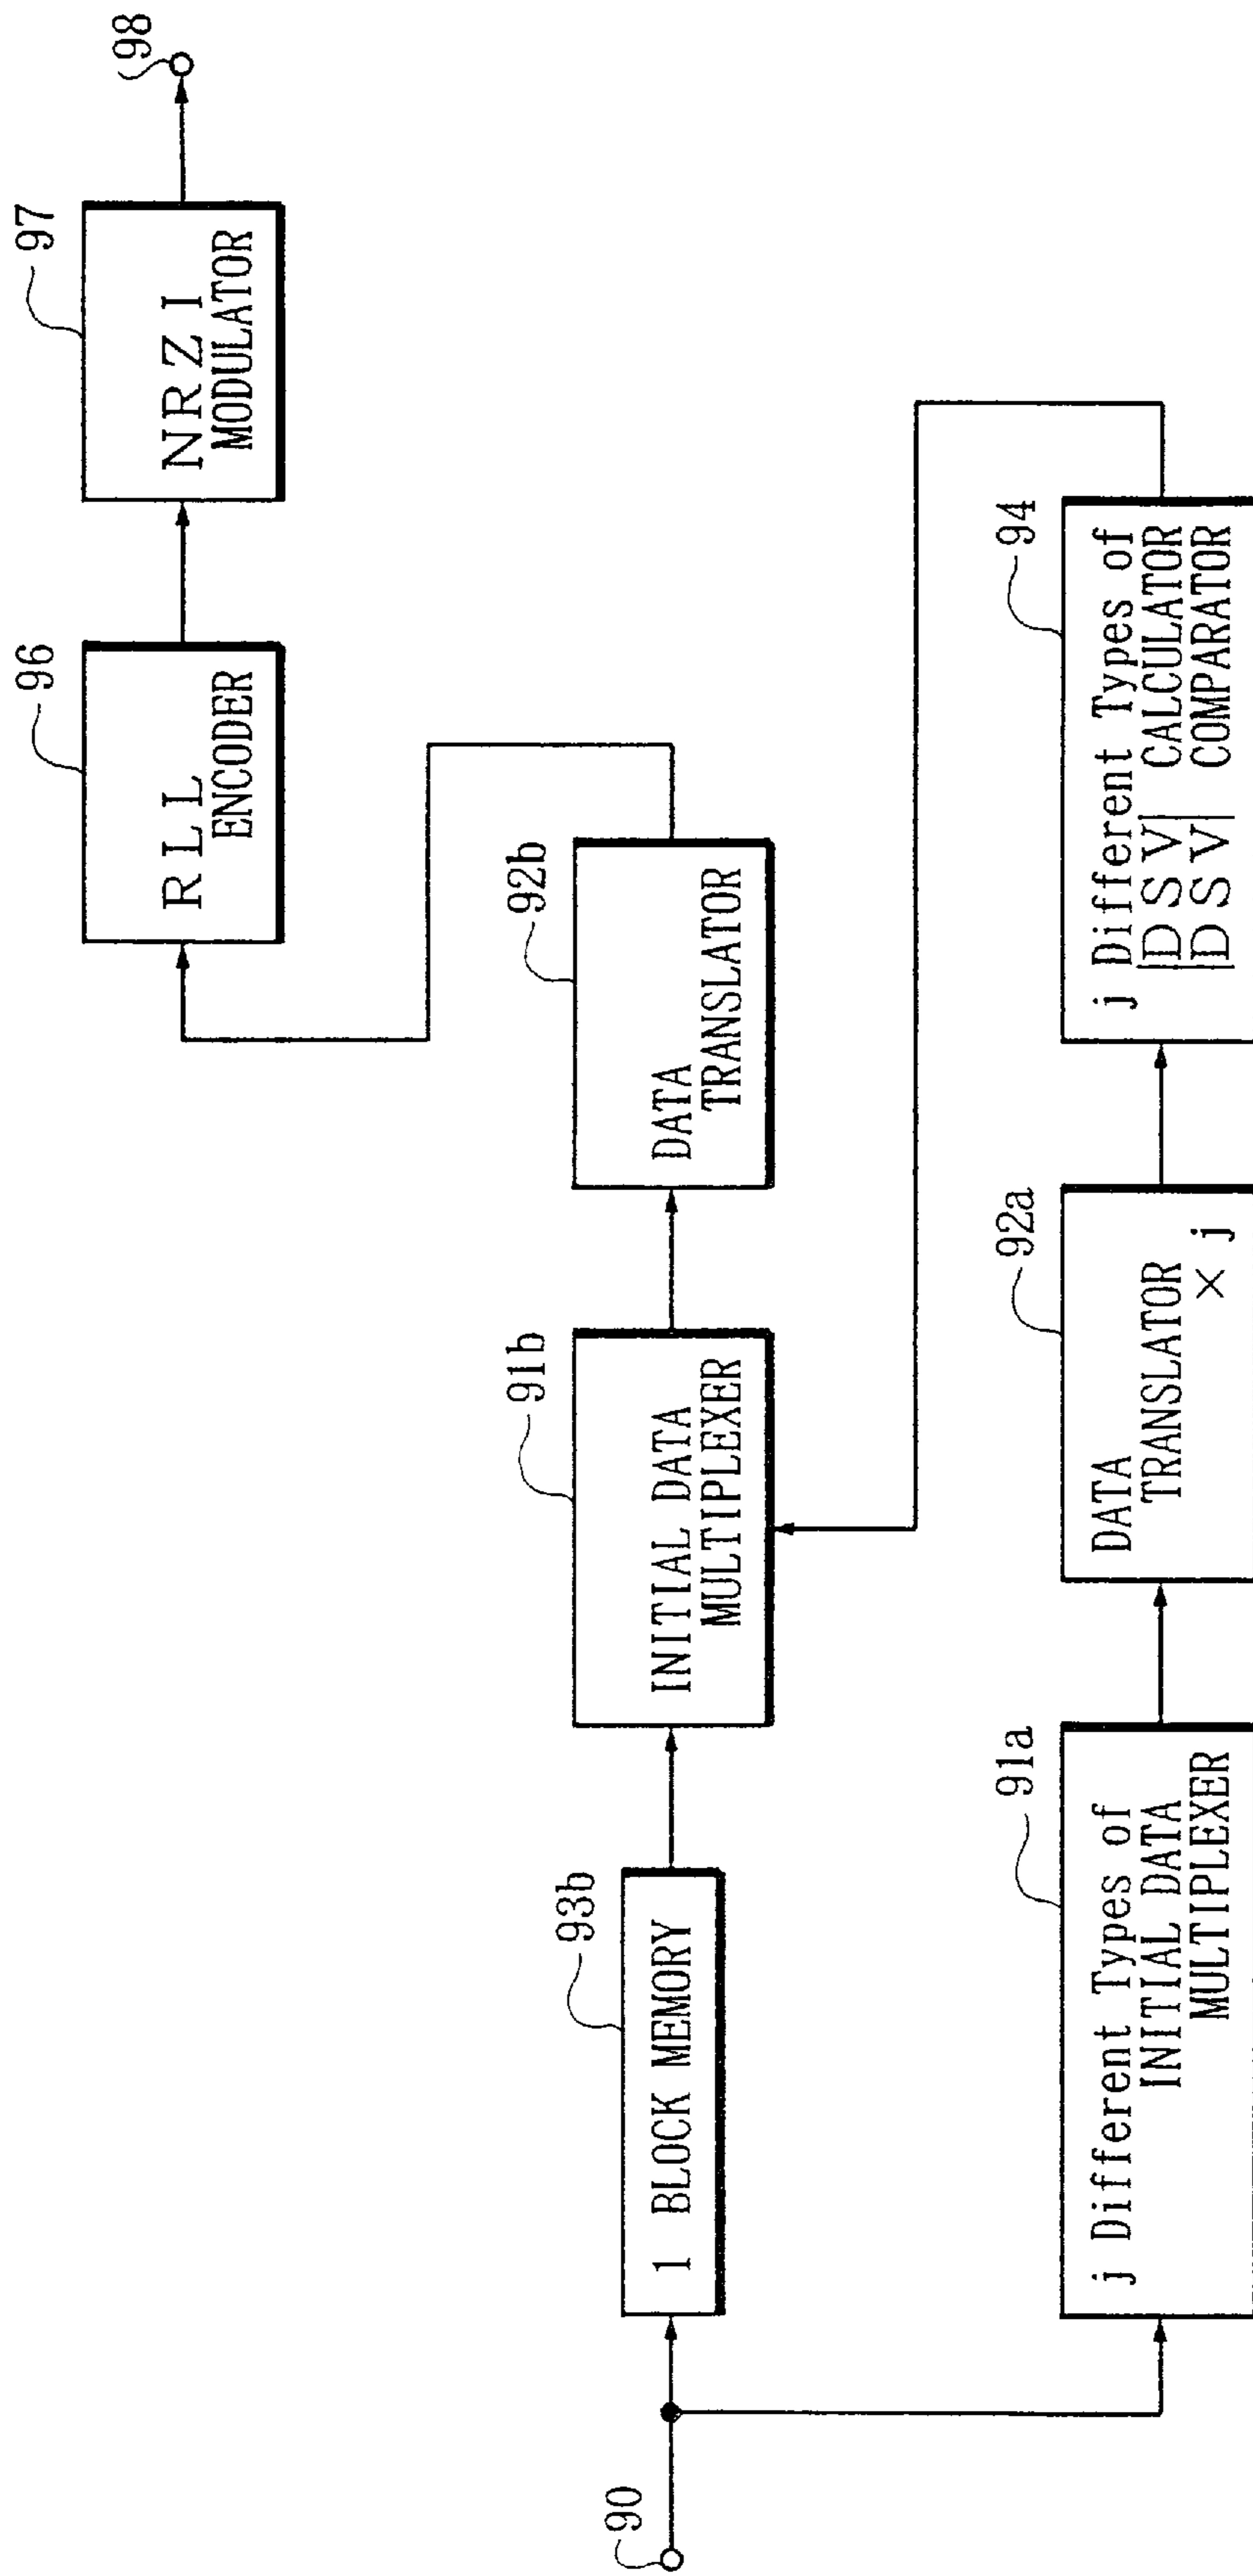 90
93b
1 BLOCK MEMORY
91b
INITIAL DATA
MULTIPLEXER
92b
DATA
TRANSLATOR
96
RLL
ENCODER
97
NRZI
MODULATOR
98
91a
j Different Types of
INITIAL DATA
MULTIPLEXER
92a
DATA
TRANSLATOR
× j
94
j Different Types of
|DSV| CALCULATOR
|DSV| COMPARATOR